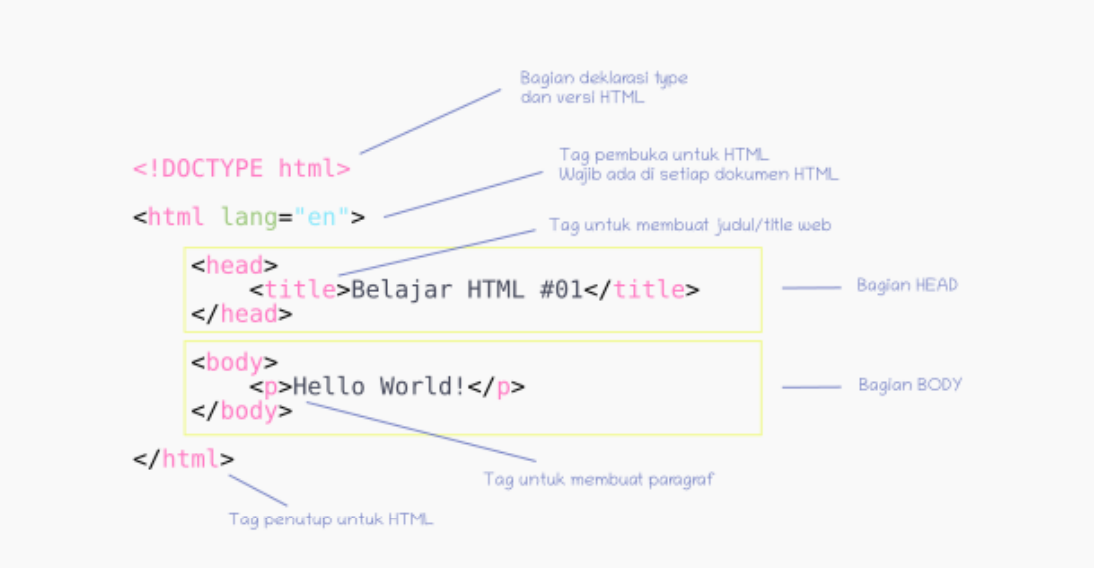 Bagian deklarasi type
dan versi HTML
<!DOCTYPE html>
Tag pembuka untuk HTML
Wajib ada di setiap dokumen HTML
<html lang="en">
Tag untuk membuat judul/title web
<head>
<title>Belajar HTML #01</title>
</head>
Bagian HEAD
<body>
<p>Hello World!</p>
</body>
Bagian BODY
</html>
Tag untuk membuat paragraf
Tag penutup untuk HTML